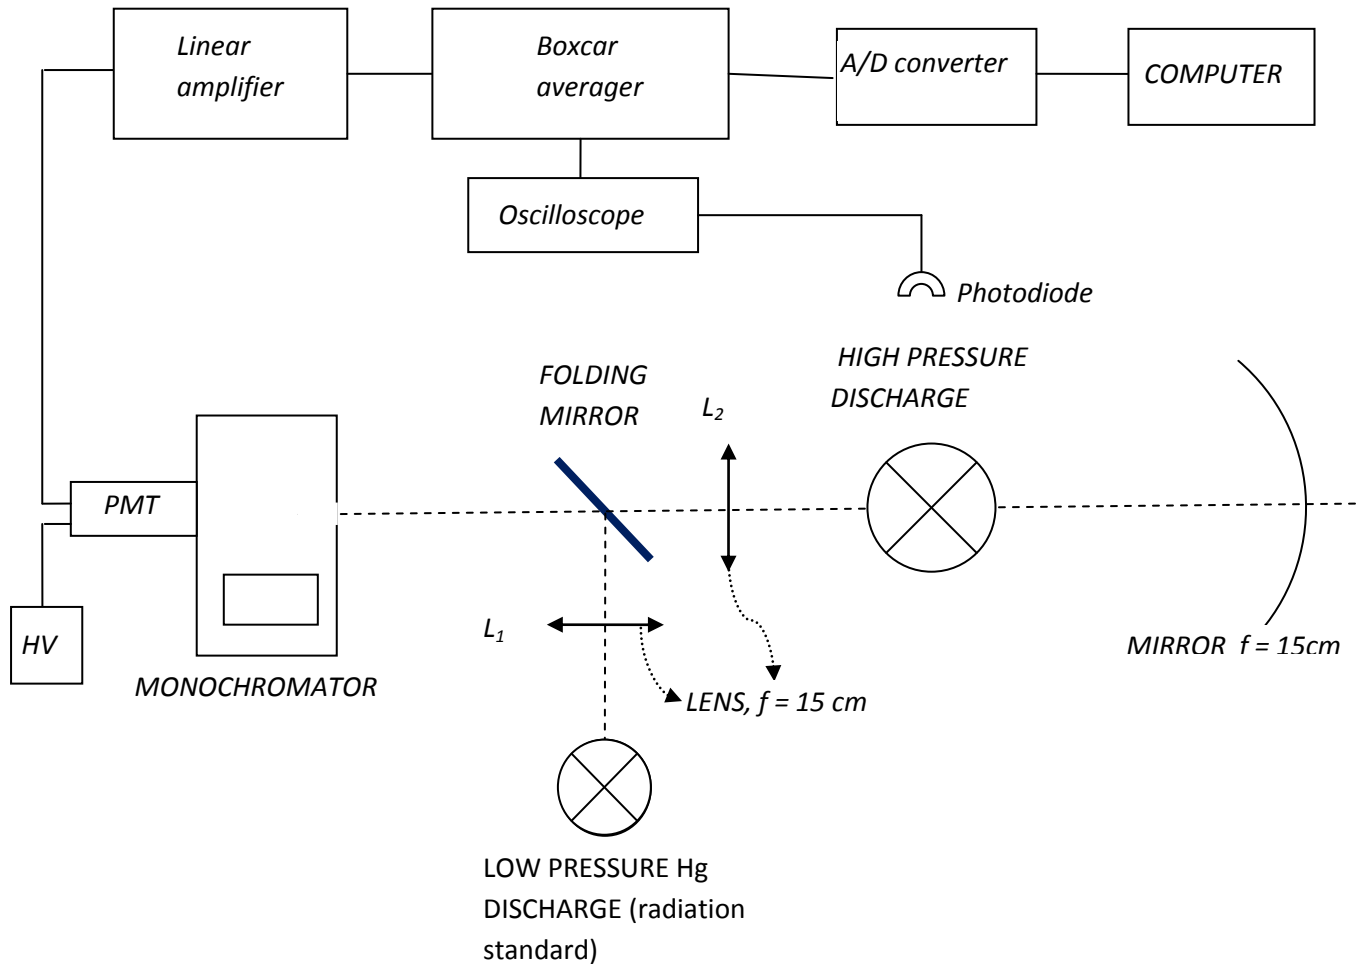 Linear
amplifier
Boxcar
averager
A/D converter
COMPUTER
Oscilloscope
Photodiode
HIGH PRESSURE
DISCHARGE
FOLDING
MIRROR
L2
PMT
HV
MONOCHROMATOR
L1
MIRROR f = 15cm
LENS, f = 15 cm
LOW PRESSURE Hg
DISCHARGE (radiation
standard)